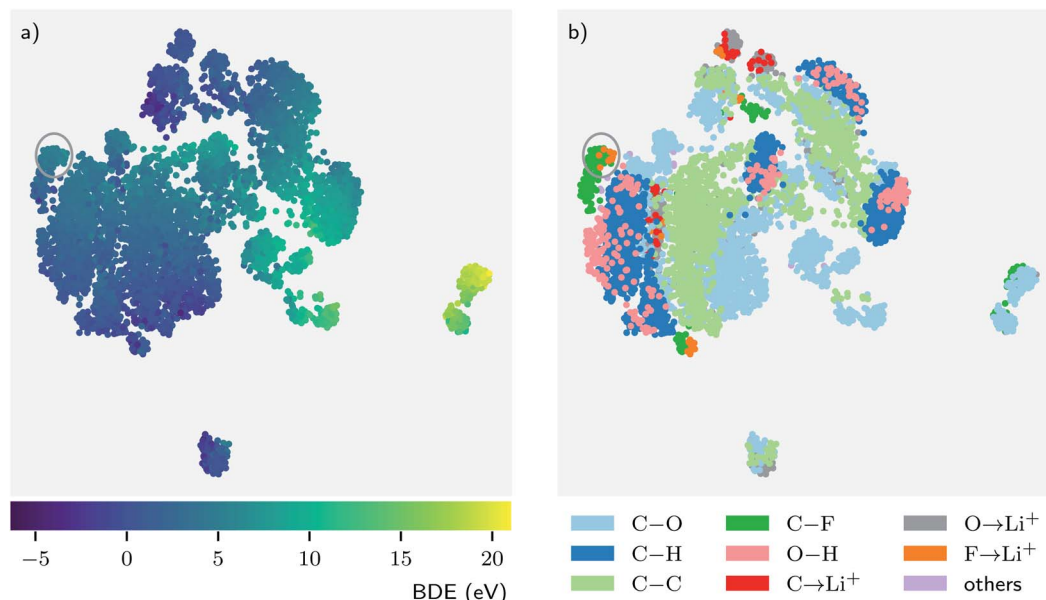 a)
b)
−5 0 5 10 15 20
BDE (eV)
C−O C−F O→Li⁺
C−H O−H F→Li⁺
C−C C→Li⁺ others